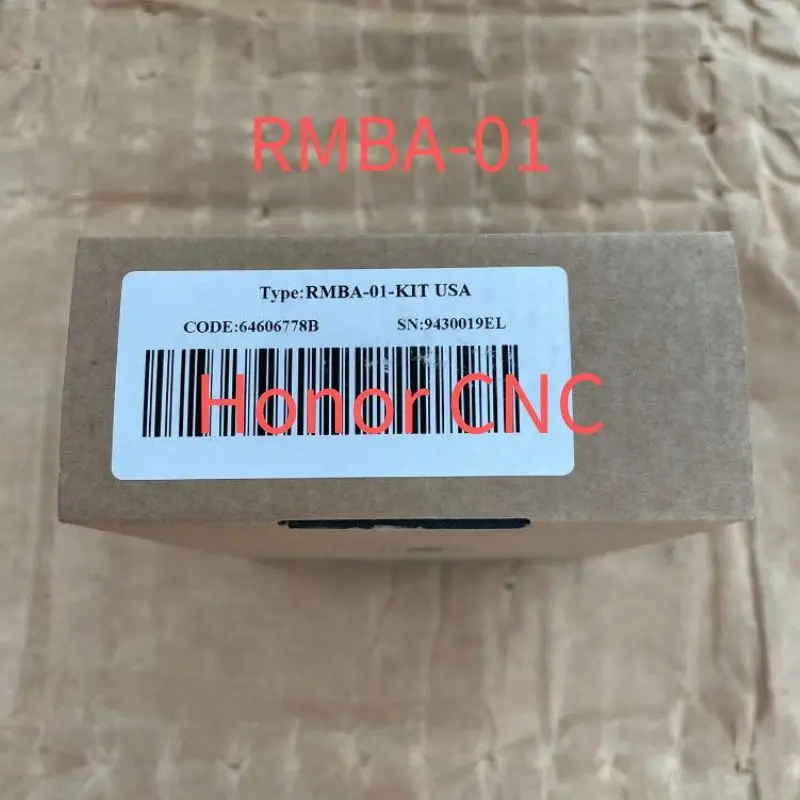 RMBA-01
Type:RMBA-01-KIT USA
CODE:64606778B SN:9430019EL
Honor CNC